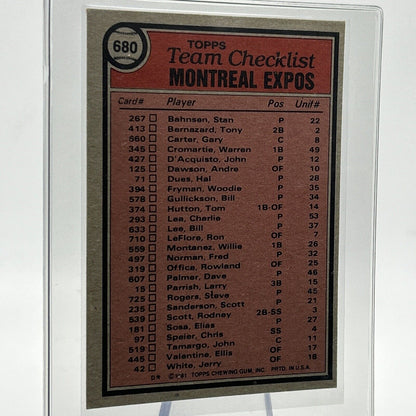 680
TOPPS
Team Checklist
MONTREAL EXPOS
Card# Player Pos Unif#
267 Bahnsen, Stan P 22
413 Bernazard, Tony 2B 2
660 Carter, Gary C 8
345 Cromartie, Warren 1B 49
427 D'Acquisto, John P 12
125 Dawson, Andre OF 10
71 Dues, Hal P 28
394 Fryman, Woodie P 35
578 Gullickson, Bill P 34
374 Hutton, Tom 1B-OF 14
293 Lea, Charlie P 53
633 Lee, Bill P 37
710 LeFlore, Ron OF 7
559 Montanez, Willie 1B 26
497 Norman, Fred P 32
319 Office, Rowland OF 25
607 Palmer, David P 46
15 Parrish, Larry 3B 15
725 Rogers, Steve P 45
235 Sanderson, Scott P 21
539 Scott, Rodney 2B-SS 3
181 Sosa, Elias P 27
97 Speier, Chris SS 4
519 Tamargo, John C 11
445 Valentine, Ellis OF 17
42 White, Jerry OF 18
D* © 1981 TOPPS CHEWING GUM, INC. PRTD. IN U.S.A.